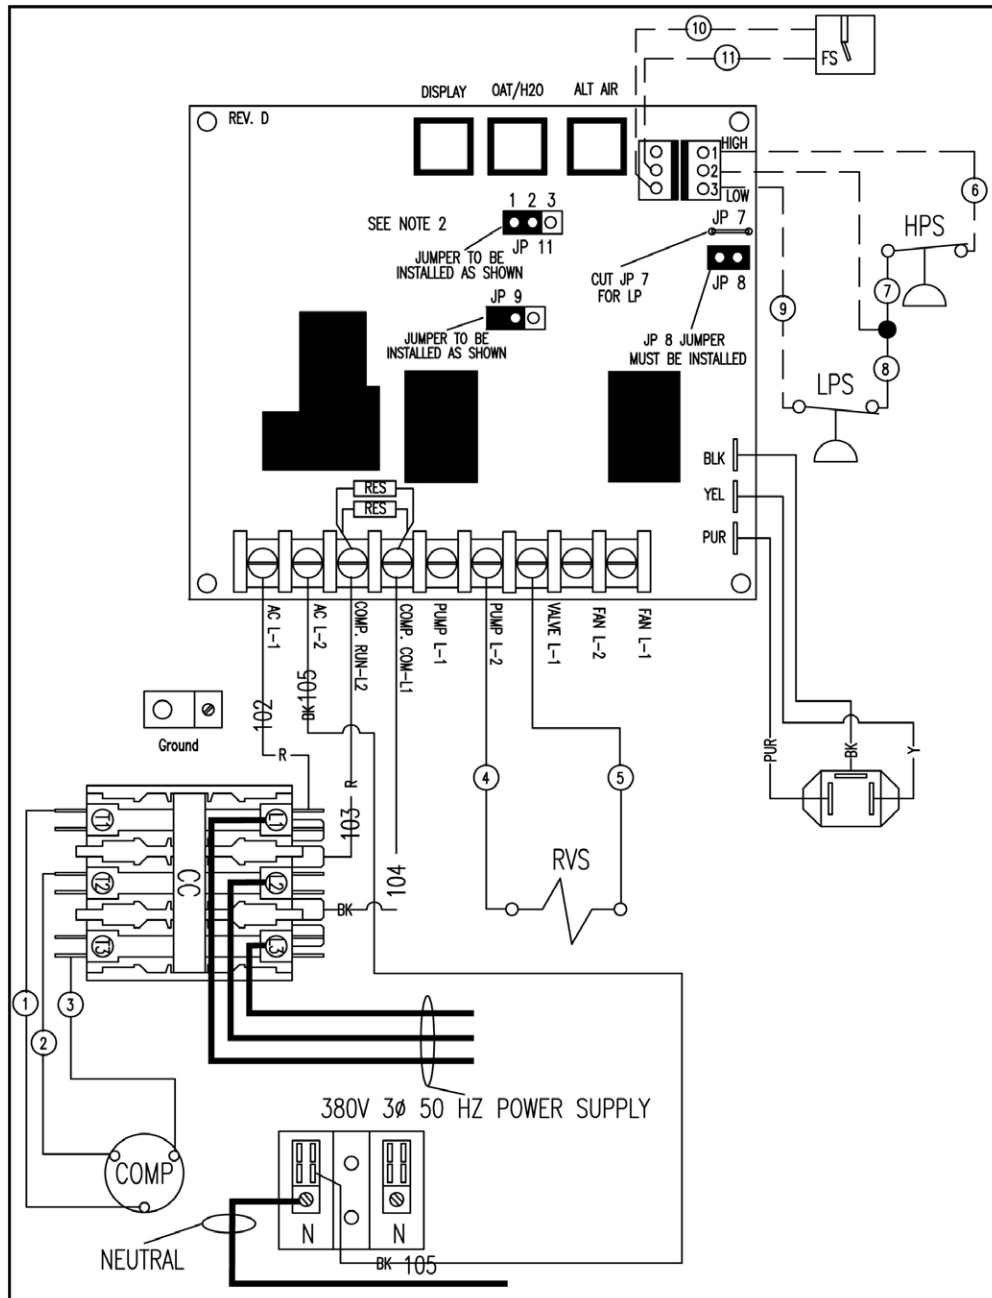 10
11
FS
DISPLAY
OAT/H2O
ALT AIR
REV. D
HIGH
1
2
3
LOW
6
HPS
SEE NOTE 2
1 2 3
JP 11
JUMPER TO BE
INSTALLED AS SHOWN
JP 7
CUT JP 7
FOR LP
JP 8
7
9
JP 9
JUMPER TO BE
INSTALLED AS SHOWN
JP 8 JUMPER
MUST BE INSTALLED
8
LPS
BLK
YEL
PUR
RES
RES
AC L-1
AC L-2
COMP. RUN-L2
COMP. COM-L1
PUMP L-1
PUMP L-2
VALVE L-1
FAN L-2
FAN L-1
102
BK 105
Ground
R
R
103
104
BK
4
5
PUR
BK
Y
RVS
T1
L1
T2
CC
L2
T3
L3
1
2
3
380V 3ø 50 HZ POWER SUPPLY
COMP
N
N
NEUTRAL
BK 105